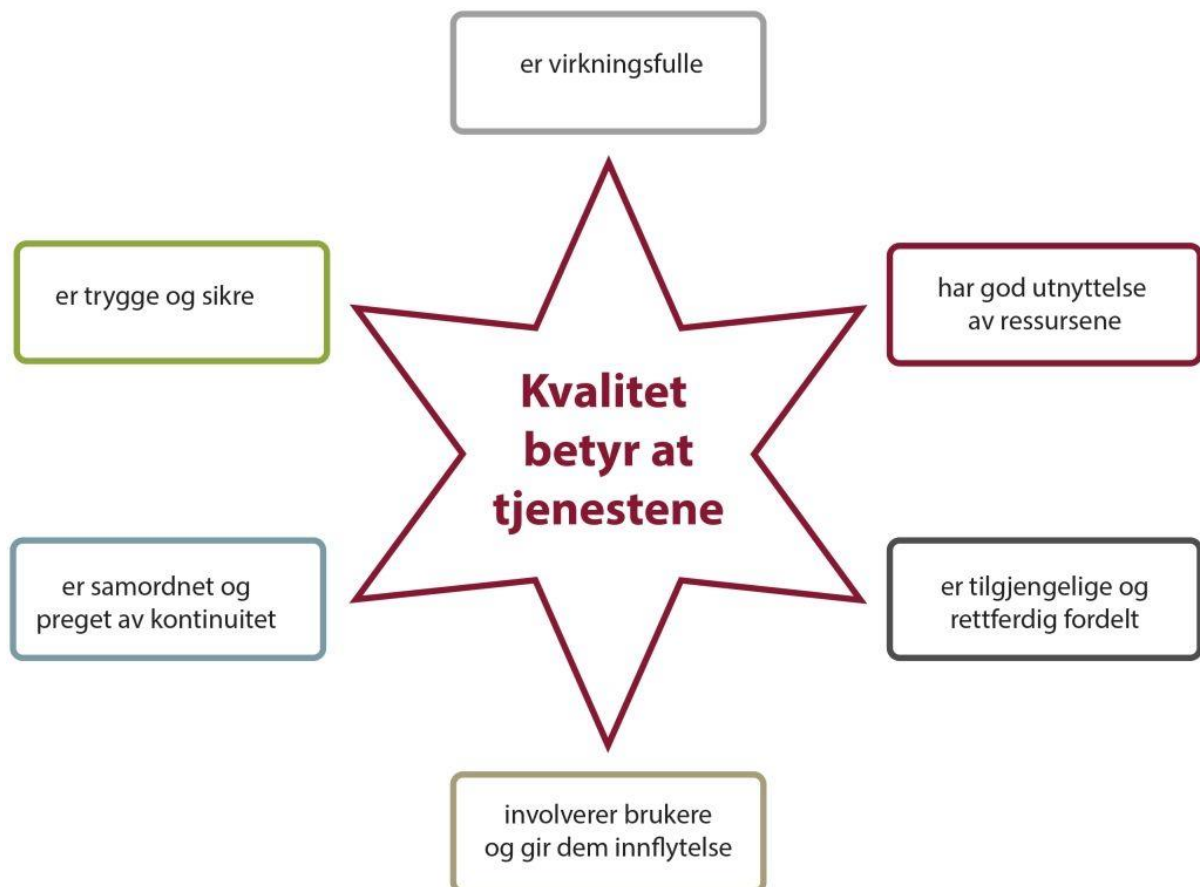 er virkningsfulle
er trygge og sikre
har god utnyttelse
av ressursene
Kvalitet
betyr at
tjenestene
er samordnet og
preget av kontinuitet
er tilgjengelige og
rettferdig fordelt
involverer brukere
og gir dem innflytelse